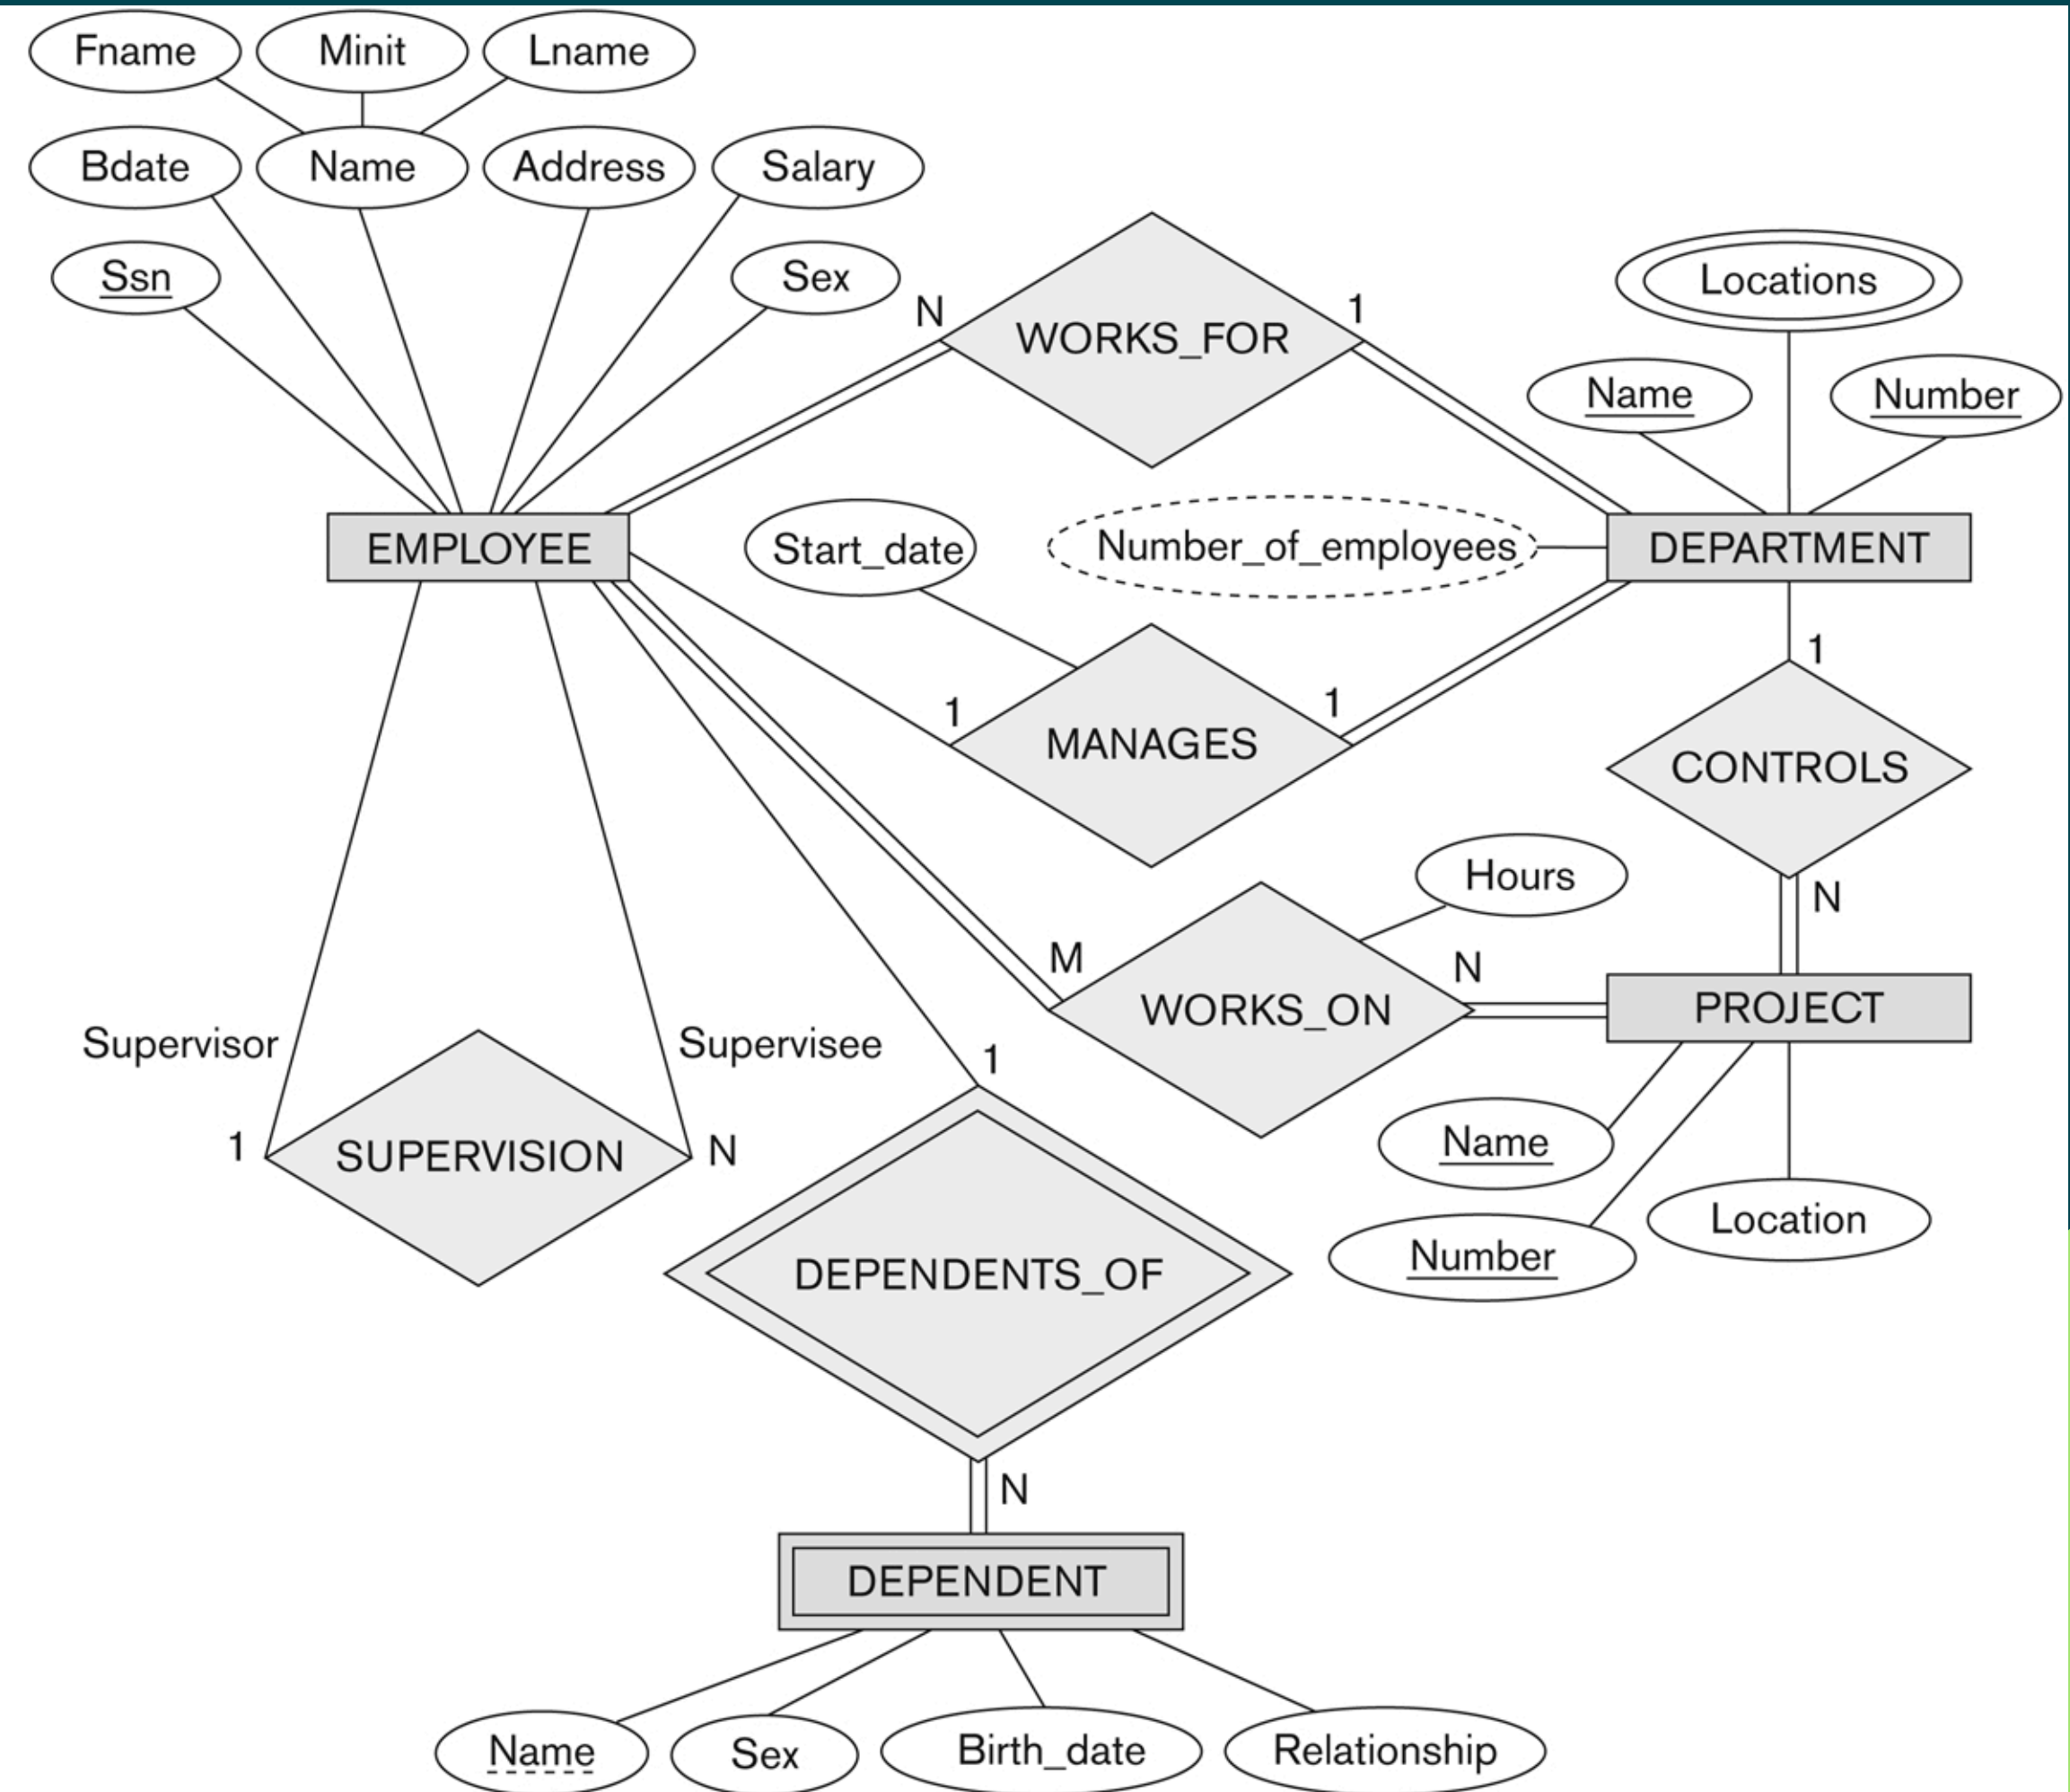 Fname
Minit
Lname
Bdate
Name
Address
Salary
Ssn
Sex
N
WORKS_FOR
1
Locations
Name
Number
EMPLOYEE
Start_date
Number_of_employees
DEPARTMENT
1
MANAGES
1
1
CONTROLS
N
Hours
M
WORKS_ON
N
PROJECT
Supervisor
Supervisee
1
1
SUPERVISION
N
Name
Number
Location
DEPENDENTS_OF
N
DEPENDENT
Name
Sex
Birth_date
Relationship